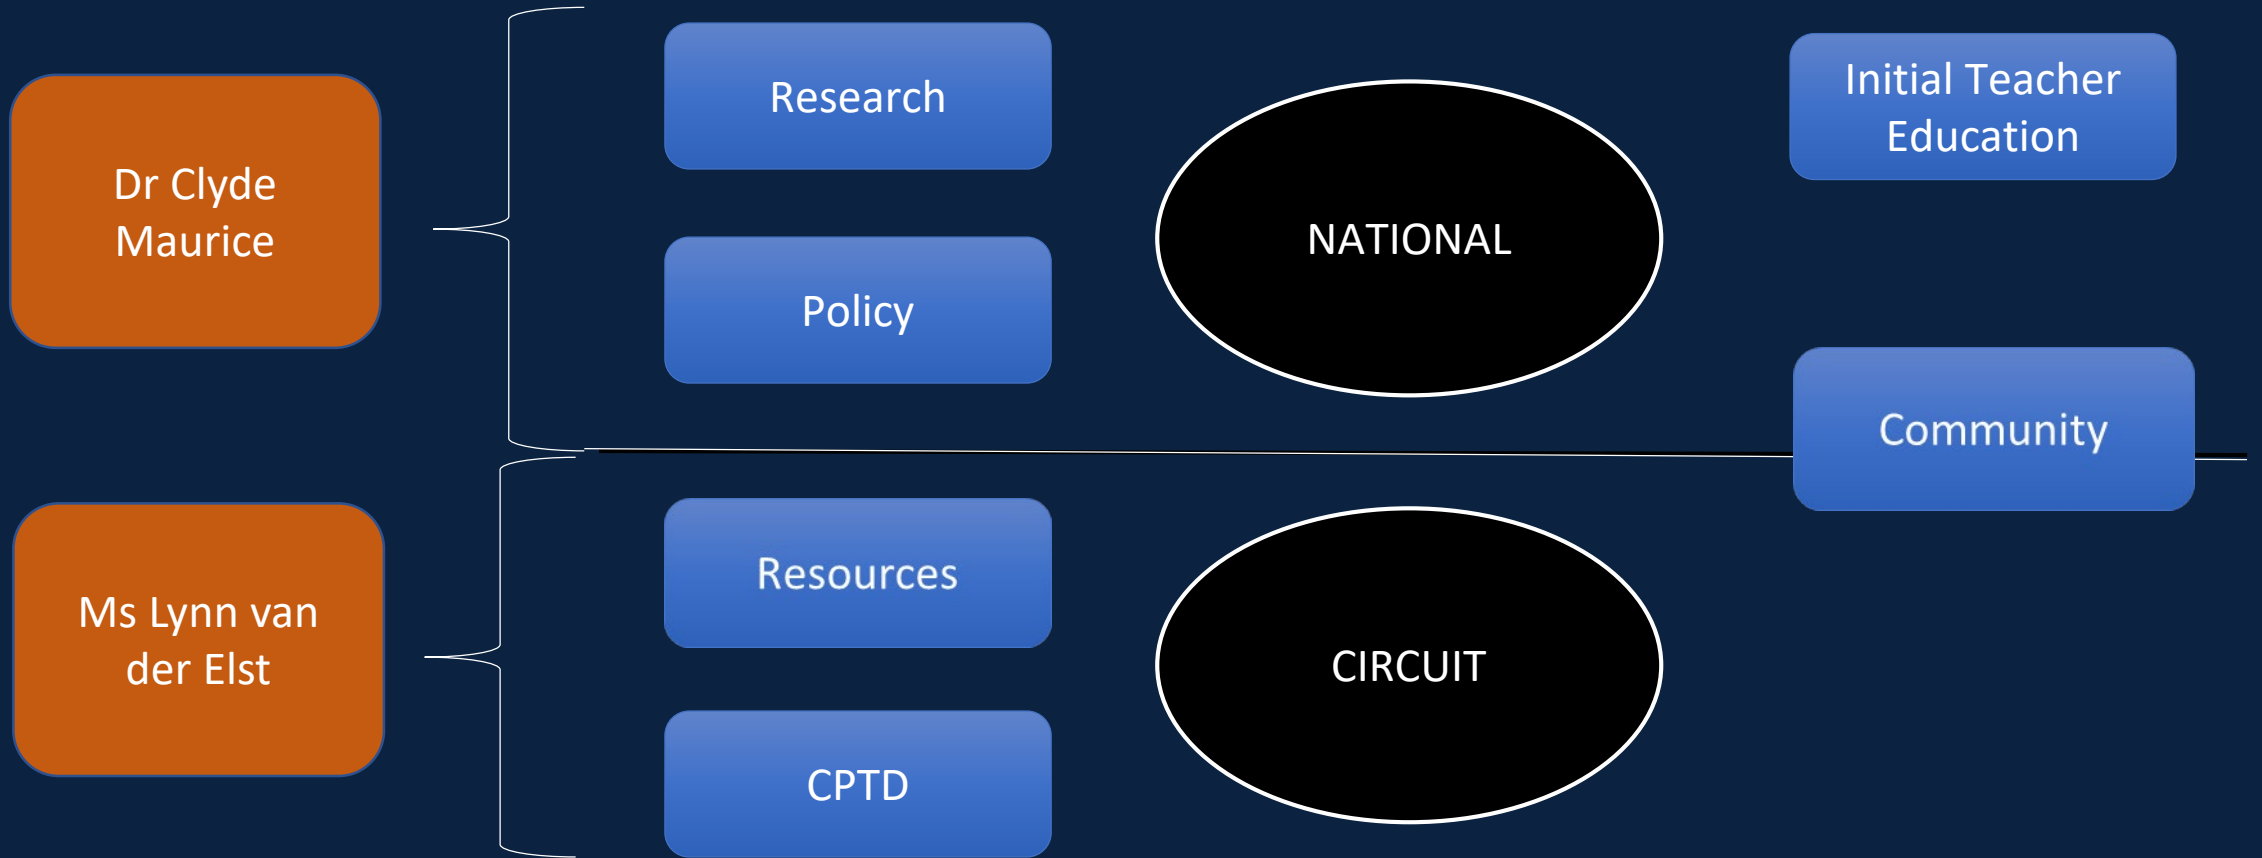 Dr Clyde
Maurice
Research
Policy
NATIONAL
Initial Teacher
Education
Community
Ms Lynn van
der Elst
Resources
CPTD
CIRCUIT